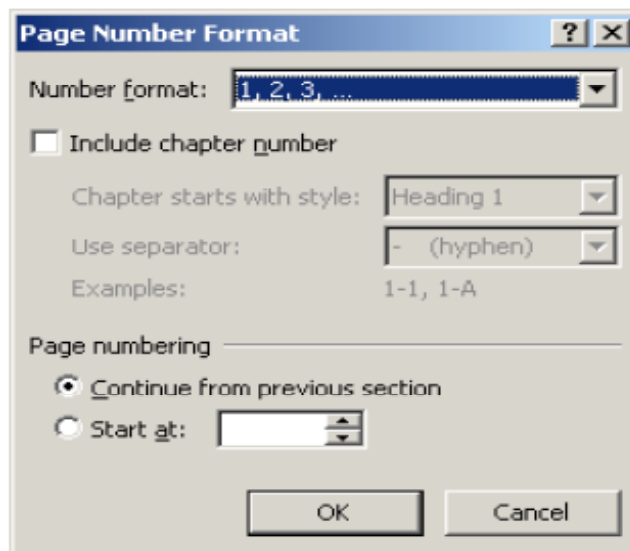 Page Number Format ? X
Number format: 1, 2, 3, ...
Include chapter number
Chapter starts with style: Heading 1
Use separator: - (hyphen)
Examples: 1-1, 1-A
Page numbering
Continue from previous section
Start at:
OK Cancel